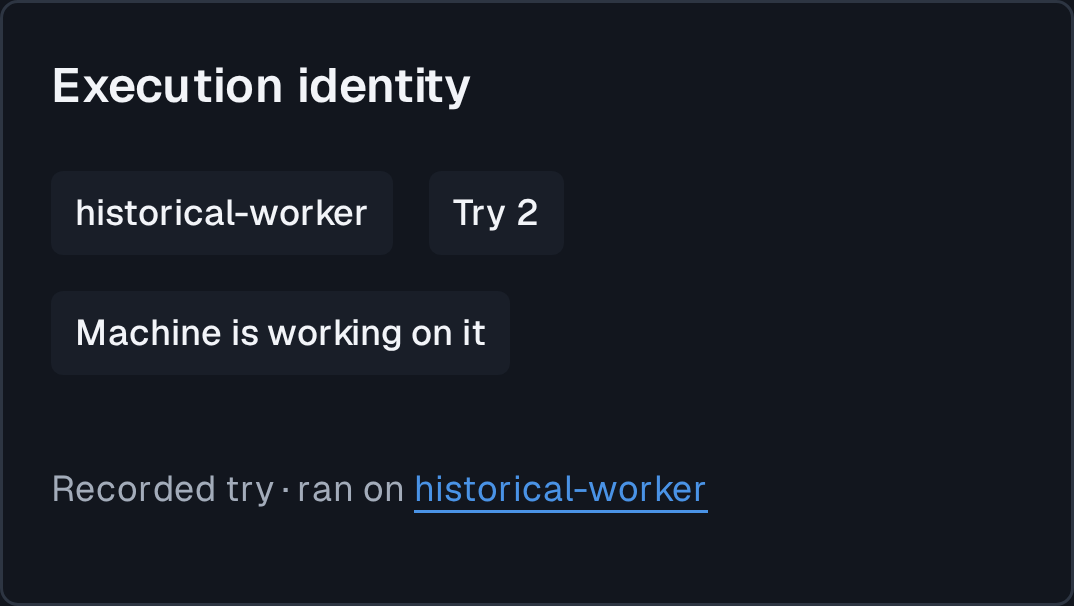 Execution identity
historical-worker Try 2
Machine is working on it
Recorded try · ran on historical-worker